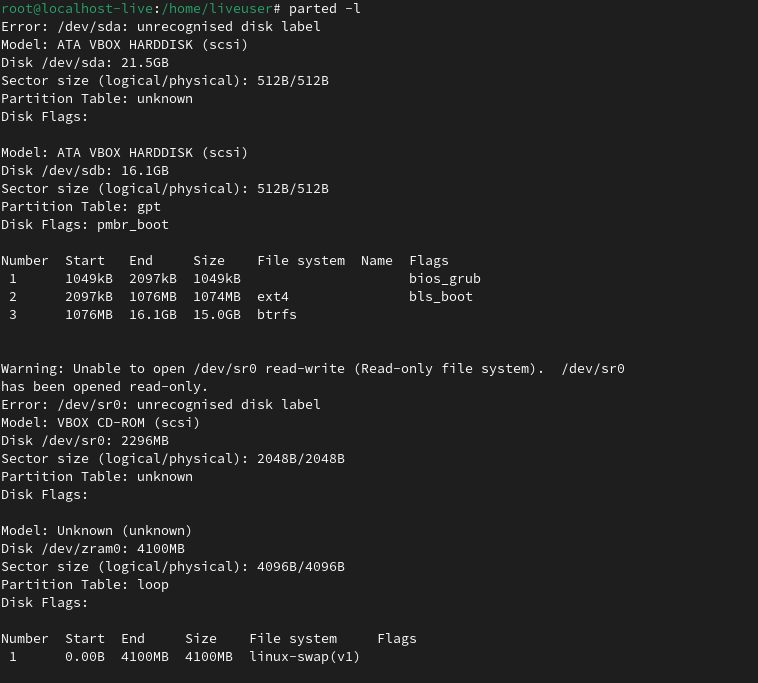 root@localhost-live:/home/liveuser# parted -l
Error: /dev/sda: unrecognised disk label
Model: ATA VBOX HARDDISK (scsi)
Disk /dev/sda: 21.5GB
Sector size (logical/physical): 512B/512B
Partition Table: unknown
Disk Flags:

Model: ATA VBOX HARDDISK (scsi)
Disk /dev/sdb: 16.1GB
Sector size (logical/physical): 512B/512B
Partition Table: gpt
Disk Flags: pmbr_boot

Number  Start   End     Size    File system  Name  Flags
 1      1049kB  2097kB  1049kB                     bios_grub
 2      2097kB  1076MB  1074MB  ext4               bls_boot
 3      1076MB  16.1GB  15.0GB  btrfs

Warning: Unable to open /dev/sr0 read-write (Read-only file system).  /dev/sr0
has been opened read-only.
Error: /dev/sr0: unrecognised disk label
Model: VBOX CD-ROM (scsi)
Disk /dev/sr0: 2296MB
Sector size (logical/physical): 2048B/2048B
Partition Table: unknown
Disk Flags:

Model: Unknown (unknown)
Disk /dev/zram0: 4100MB
Sector size (logical/physical): 4096B/4096B
Partition Table: loop
Disk Flags:

Number  Start  End     Size    File system     Flags
 1      0.00B  4100MB  4100MB  linux-swap(v1)